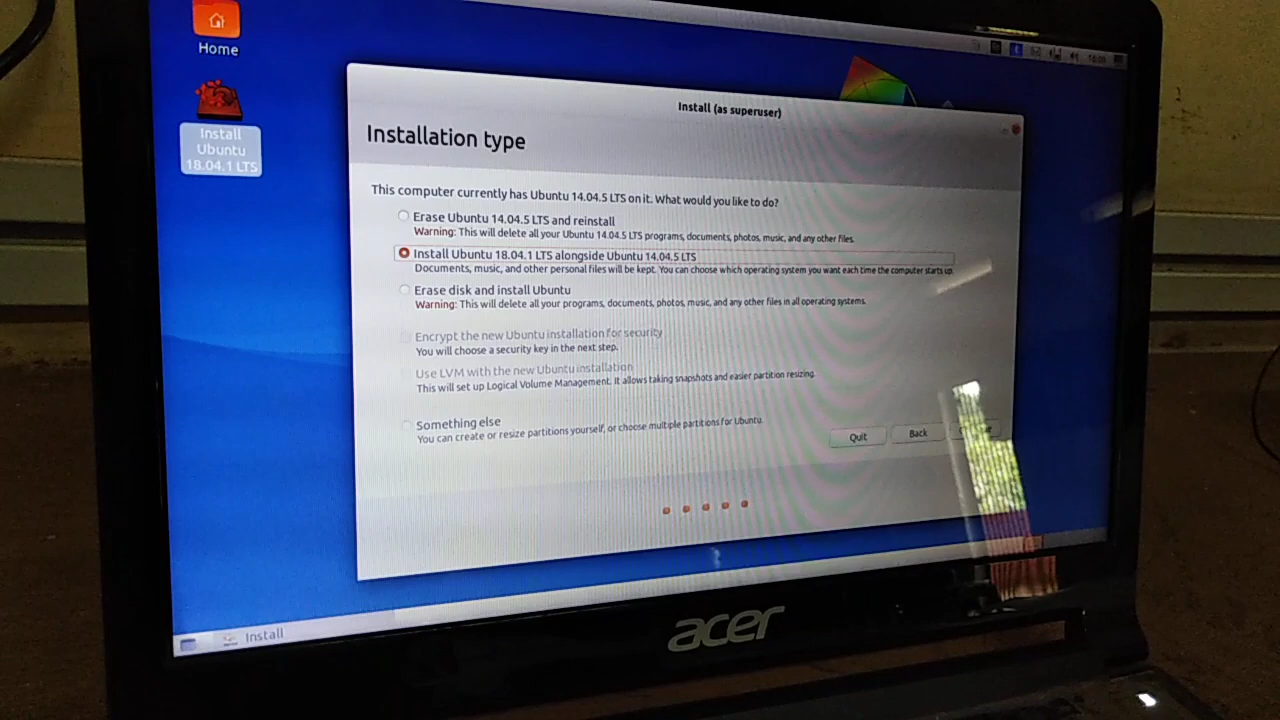 Home
Install
Ubuntu
18.04.1 LTS
Install (as superuser)
Installation type
This computer currently has Ubuntu 14.04.5 LTS on it. What would you like to do?
Erase Ubuntu 14.04.5 LTS and reinstall
Warning: This will delete all your Ubuntu 14.04.5 LTS programs, documents, photos, music, and any other files.
Install Ubuntu 18.04.1 LTS alongside Ubuntu 14.04.5 LTS
Documents, music, and other personal files will be kept. You can choose which operating system you want each time the computer starts up.
Erase disk and install Ubuntu
Warning: This will delete all your programs, documents, photos, music, and any other files in all operating systems.
Encrypt the new Ubuntu installation for security
You will choose a security key in the next step.
Use LVM with the new Ubuntu installation
This will set up Logical Volume Management. It allows taking snapshots and easier partition resizing.
Something else
You can create or resize partitions yourself, or choose multiple partitions for Ubuntu.
Quit
Back
Install
acer